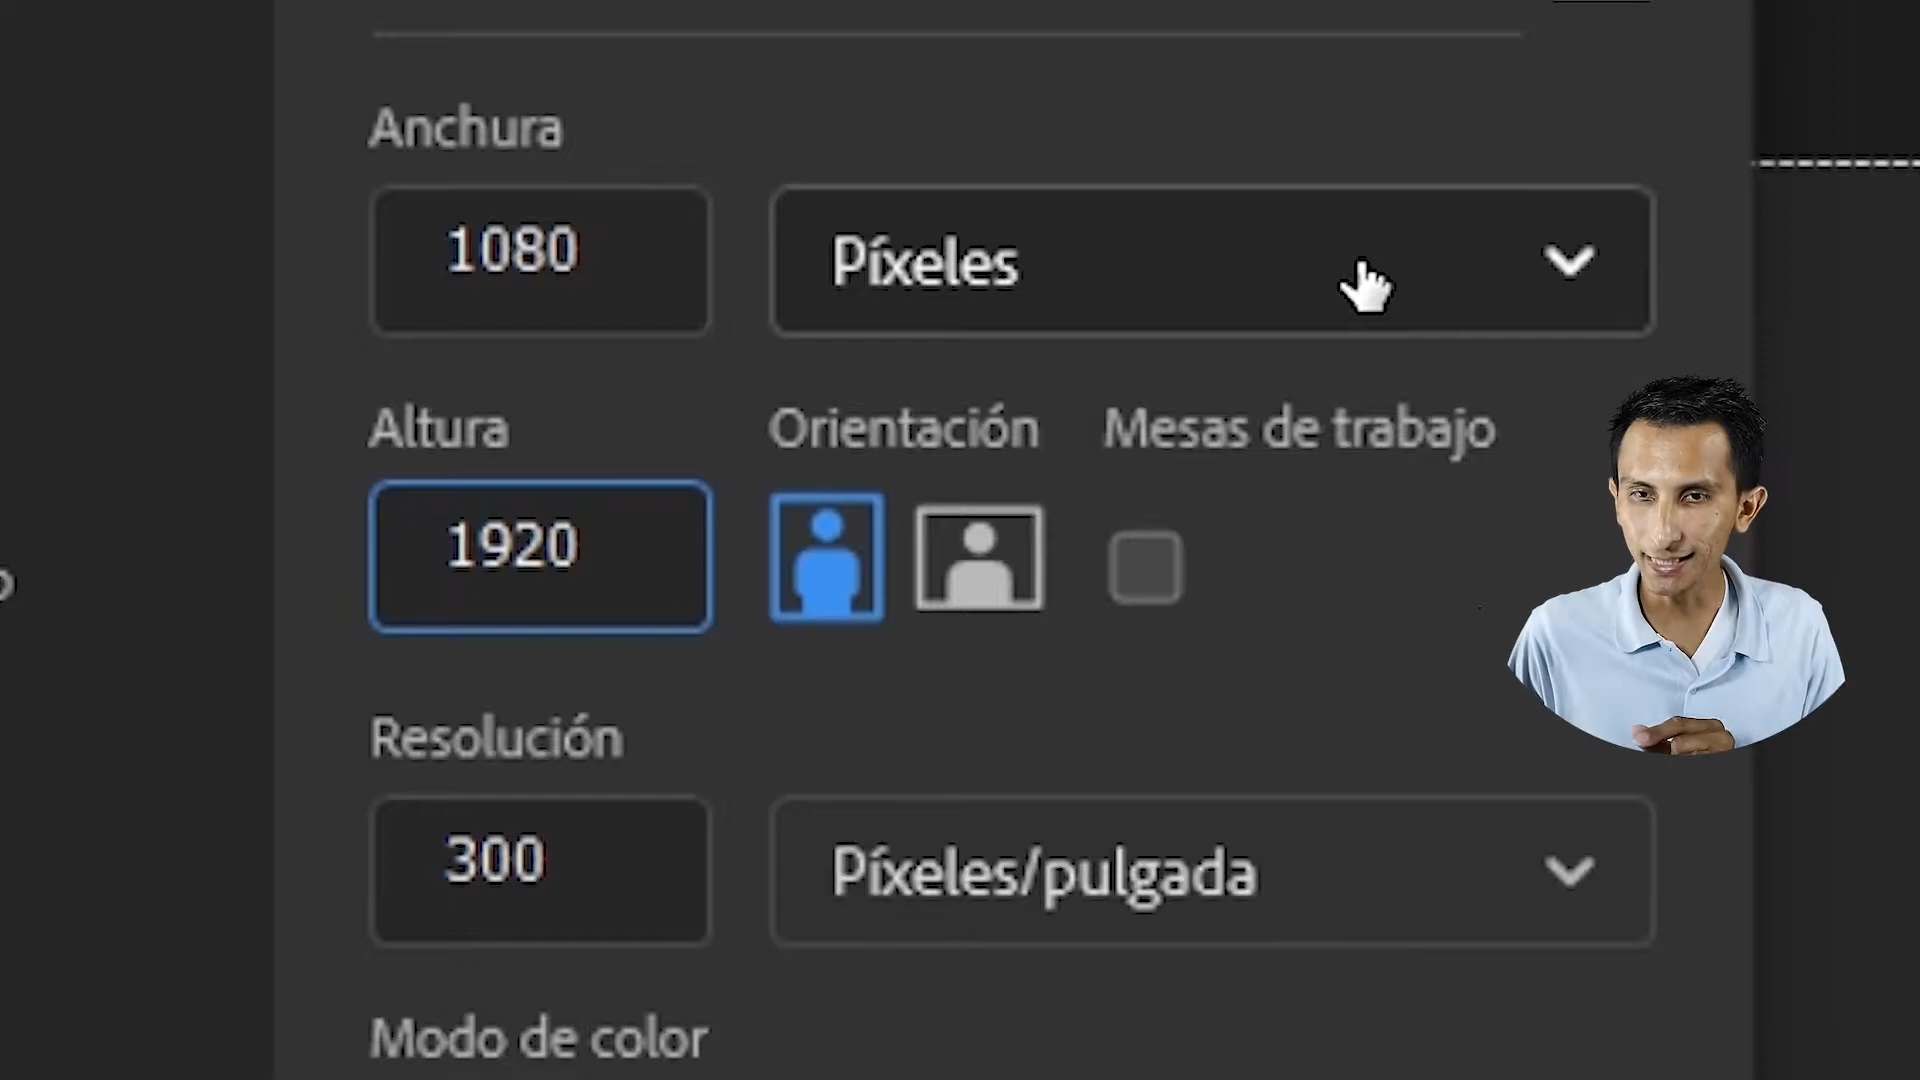 Anchura
1080 Píxeles
Altura Orientación Mesas de trabajo
1920
Resolución
300 Píxeles/pulgada
Modo de color